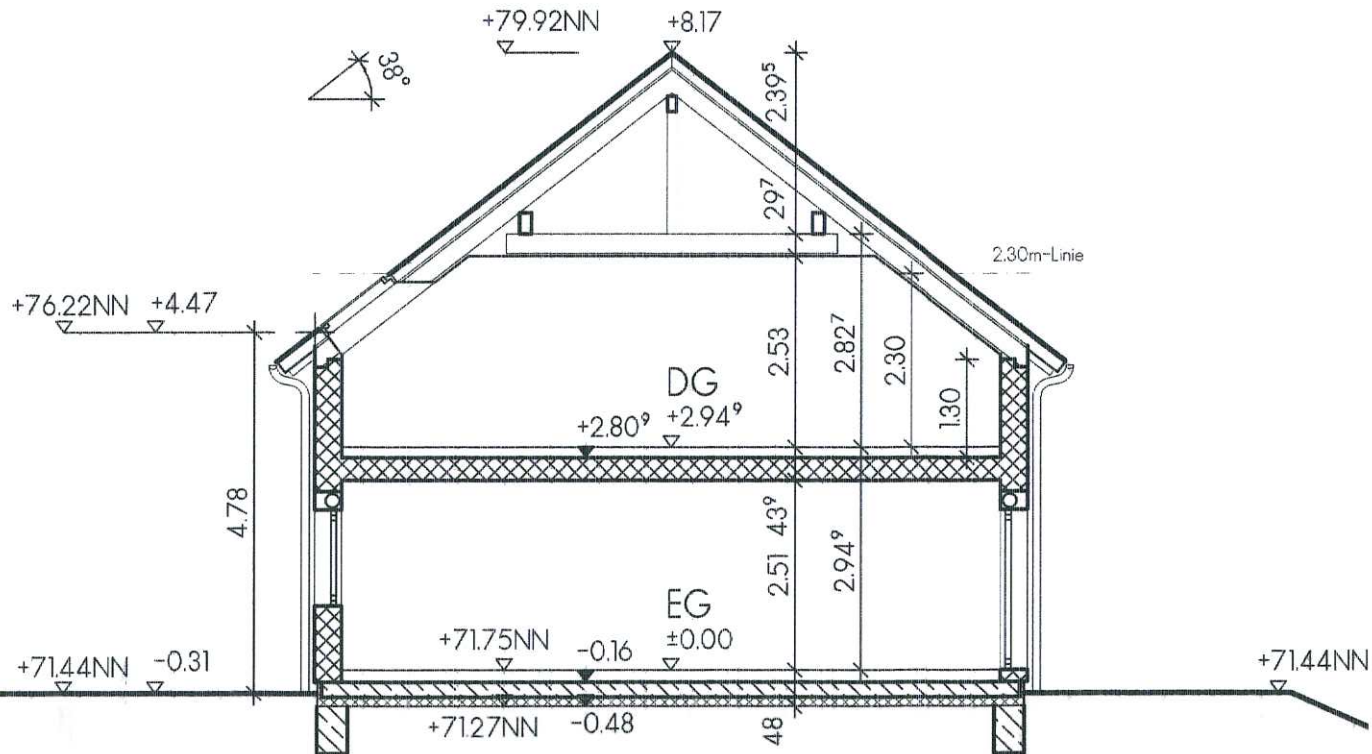 +79.92NN
+8.17
38°
2.39⁵
29⁷
2.30m-Linie
+76.22NN +4.47
2.53
2.82⁷
2.30
1.30
DG
+2.80⁹ +2.94⁹
4.78
2.51 43⁹
2.94⁹
EG
+71.75NN -0.16 ±0.00
+71.44NN -0.31
+71.44NN
+71.27NN -0.48
48